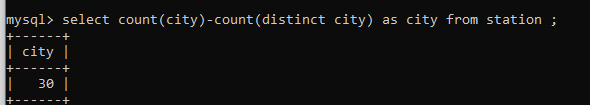 mysql> select count(city)-count(distinct city) as city from station ;
+------+
| city |
+------+
|   30 |
+------+